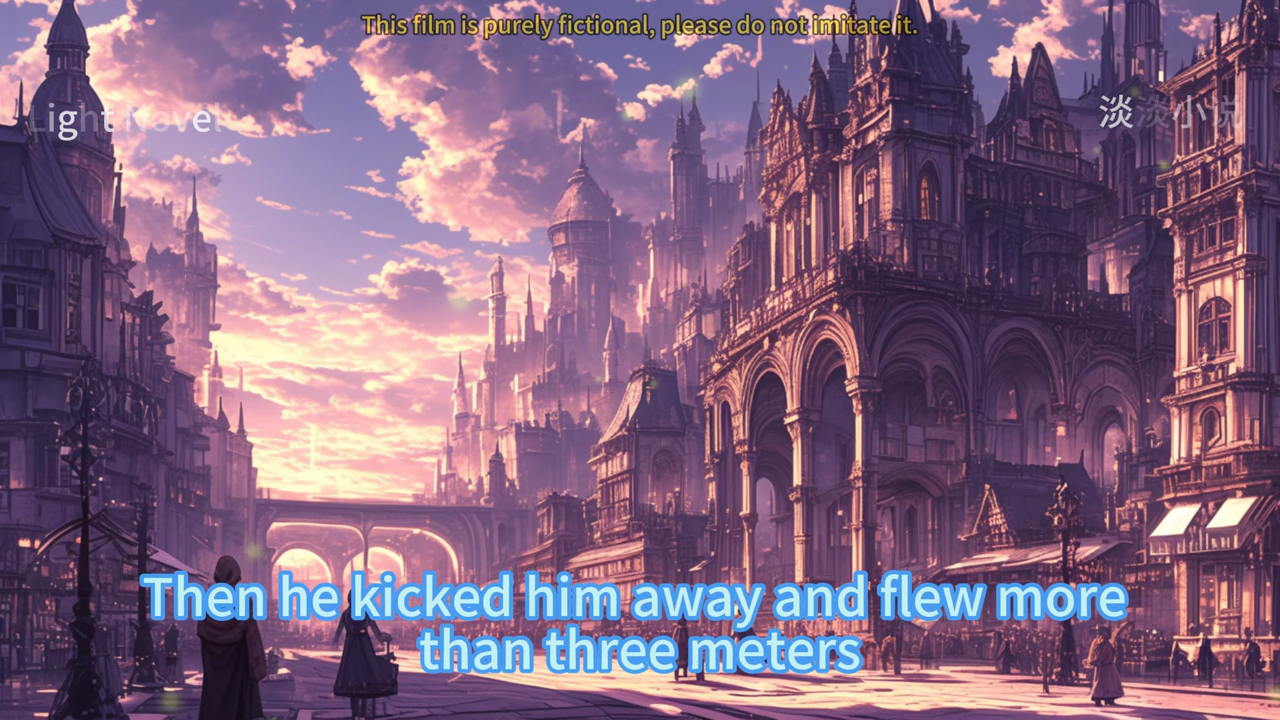 This film is purely fictional, please do not imitate it.
Light Novel
淡淡小说
Then he kicked him away and flew more
than three meters